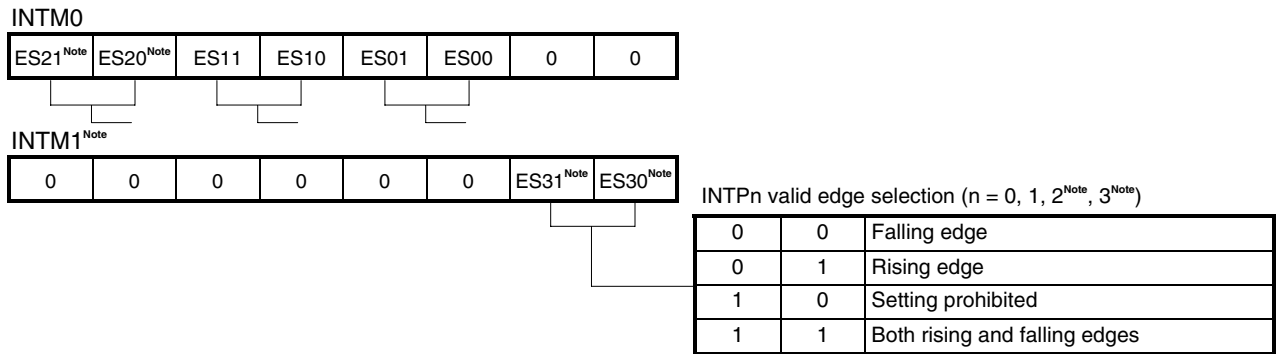 INTM0
ES21Note ES20Note ES11 ES10 ES01 ES00 0 0
INTM1Note
0 0 0 0 0 0 ES31Note ES30Note
INTPn valid edge selection (n = 0, 1, 2Note, 3Note)
0 0 Falling edge
0 1 Rising edge
1 0 Setting prohibited
1 1 Both rising and falling edges